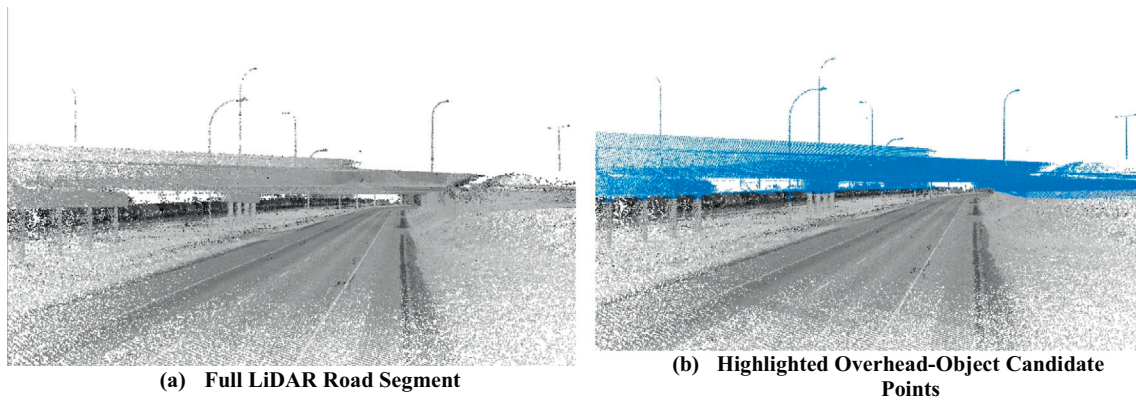 (a) Full LiDAR Road Segment
(b) Highlighted Overhead-Object Candidate
Points